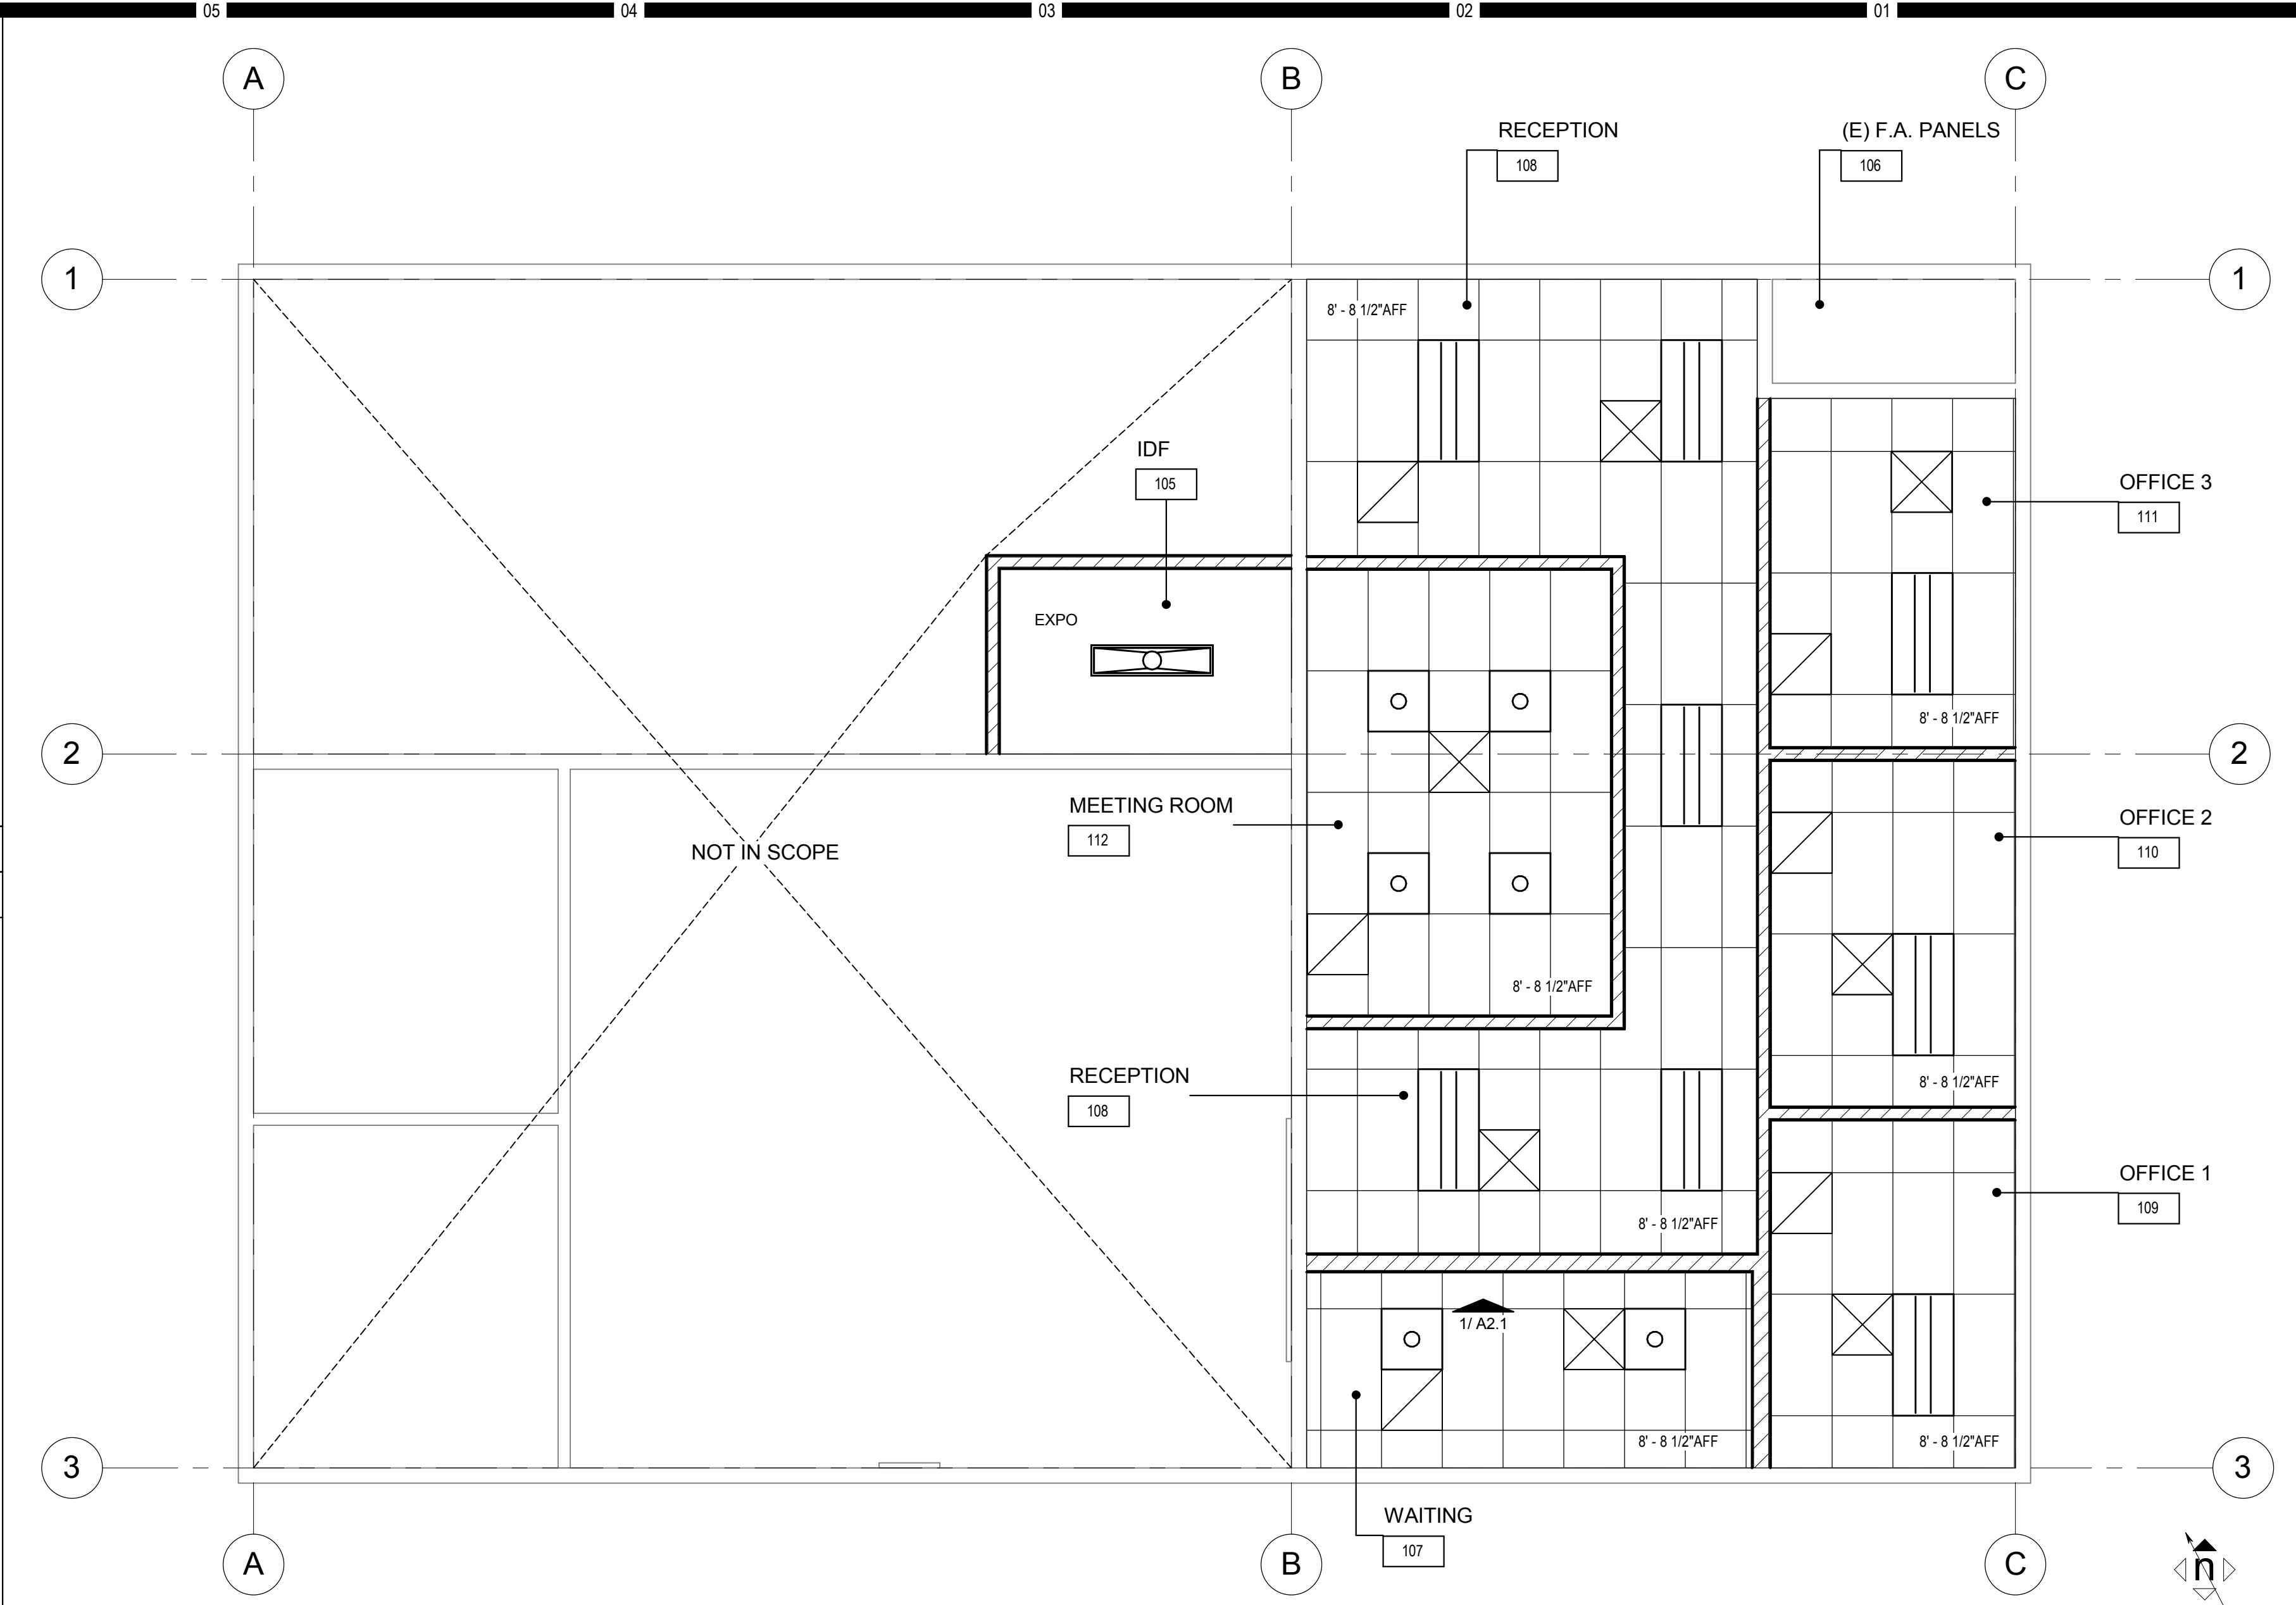 05 04 03 02 01
A B C
RECEPTION (E) F.A. PANELS
108 106
1 1
8' - 8 1/2"AFF
IDF
105
OFFICE 3
111
EXPO
8' - 8 1/2"AFF
2 2
MEETING ROOM
112
OFFICE 2
110
NOT IN SCOPE
8' - 8 1/2"AFF
RECEPTION
108
8' - 8 1/2"AFF
OFFICE 1
109
8' - 8 1/2"AFF
1/ A2.1
8' - 8 1/2"AFF 8' - 8 1/2"AFF
3 3
WAITING
107
A B C
n